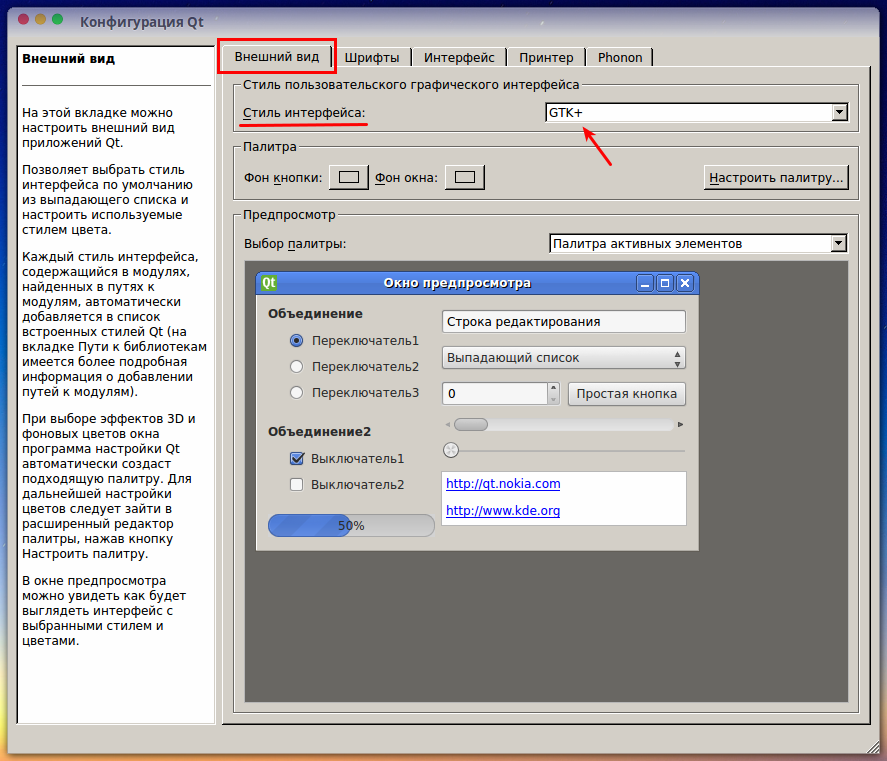 Конфигурация Qt
Внешний вид
На этой вкладке можно
настроить внешний вид
приложений Qt.
Позволяет выбрать стиль
интерфейса по умолчанию
из выпадающего списка и
настроить используемые
стилем цвета.
Каждый стиль интерфейса,
содержащийся в модулях,
найденных в путях к
модулям, автоматически
добавляется в список
встроенных стилей Qt (на
вкладке Пути к библиотекам
имеется более подробная
информация о добавлении
путей к модулям).
При выборе эффектов 3D и
фоновых цветов окна
программа настройки Qt
автоматически создаст
подходящую палитру. Для
дальнейшей настройки
цветов следует зайти в
расширенный редактор
палитры, нажав кнопку
Настроить палитру.
В окне предпросмотра
можно увидеть как будет
выглядеть интерфейс с
выбранными стилем и
цветами.
Внешний вид Шрифты Интерфейс Принтер Phonon
Стиль пользовательского графического интерфейса
Стиль интерфейса: GTK+
Палитра
Фон кнопки: Фон окна: Настроить палитру...
Предпросмотр
Выбор палитры: Палитра активных элементов
Qt Окно предпросмотра
Объединение
Переключатель1
Переключатель2
Переключатель3
Объединение2
Выключатель1
Выключатель2
50%
Строка редактирования
Выпадающий список
0 Простая кнопка
http://qt.nokia.com
http://www.kde.org